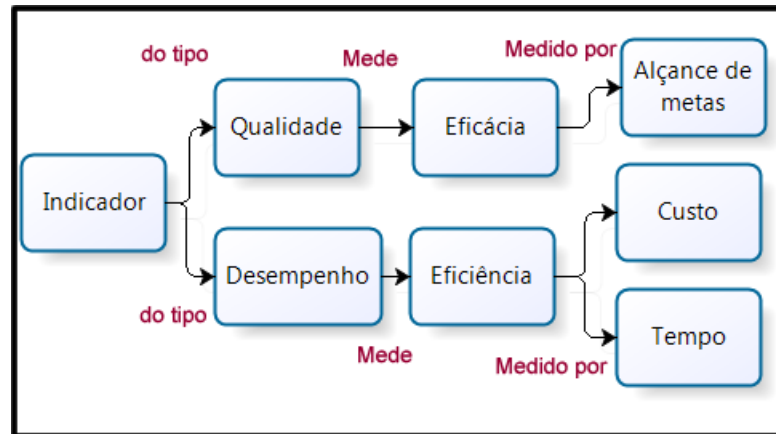 do tipo
Mede
Medido por
Alçance de
metas
Qualidade
Eficácia
Indicador
Custo
Desempenho
Eficiência
do tipo
Mede
Medido por
Tempo